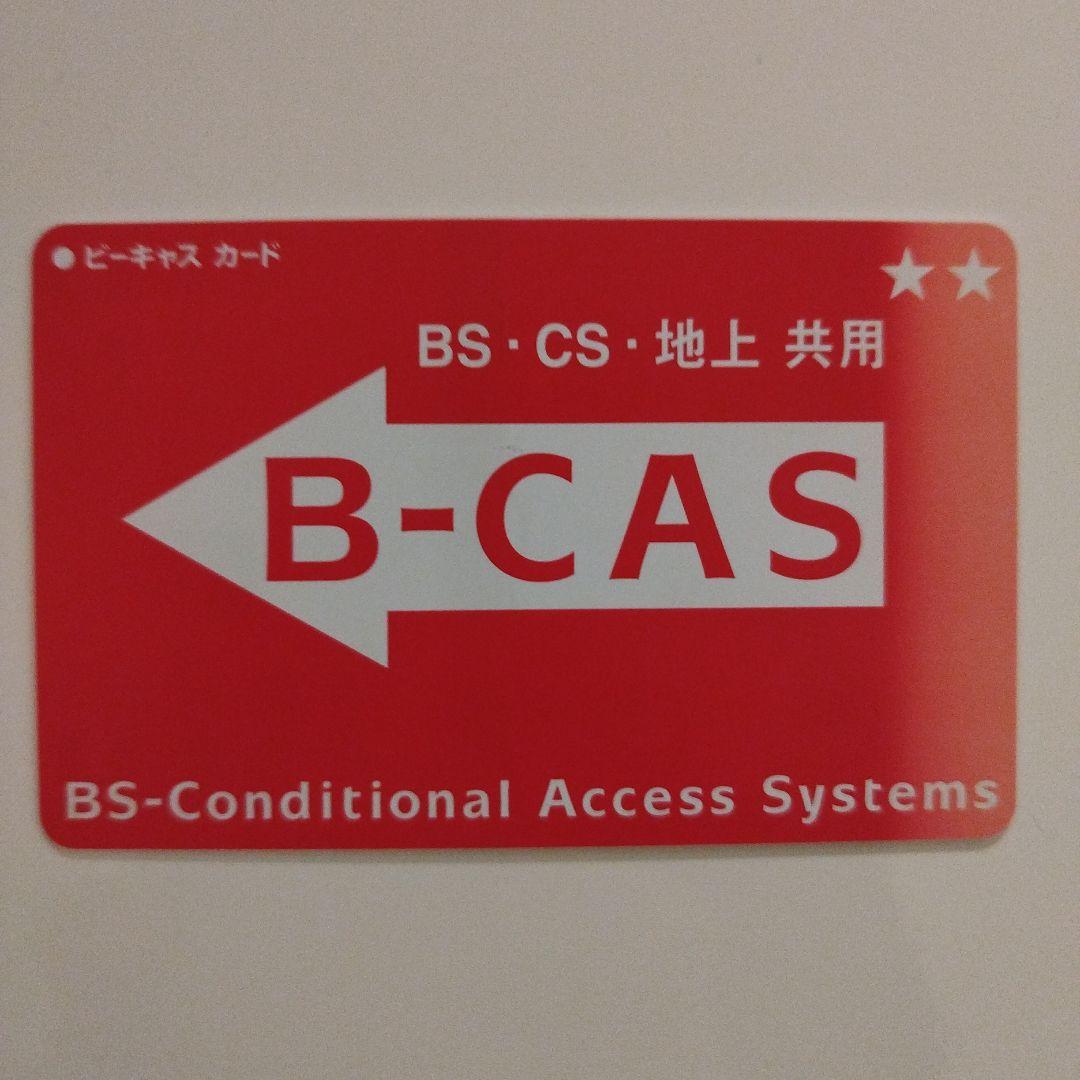 ●ビーキャス カード
★★
BS・CS・地上 共用
B-CAS
BS-Conditional Access Systems